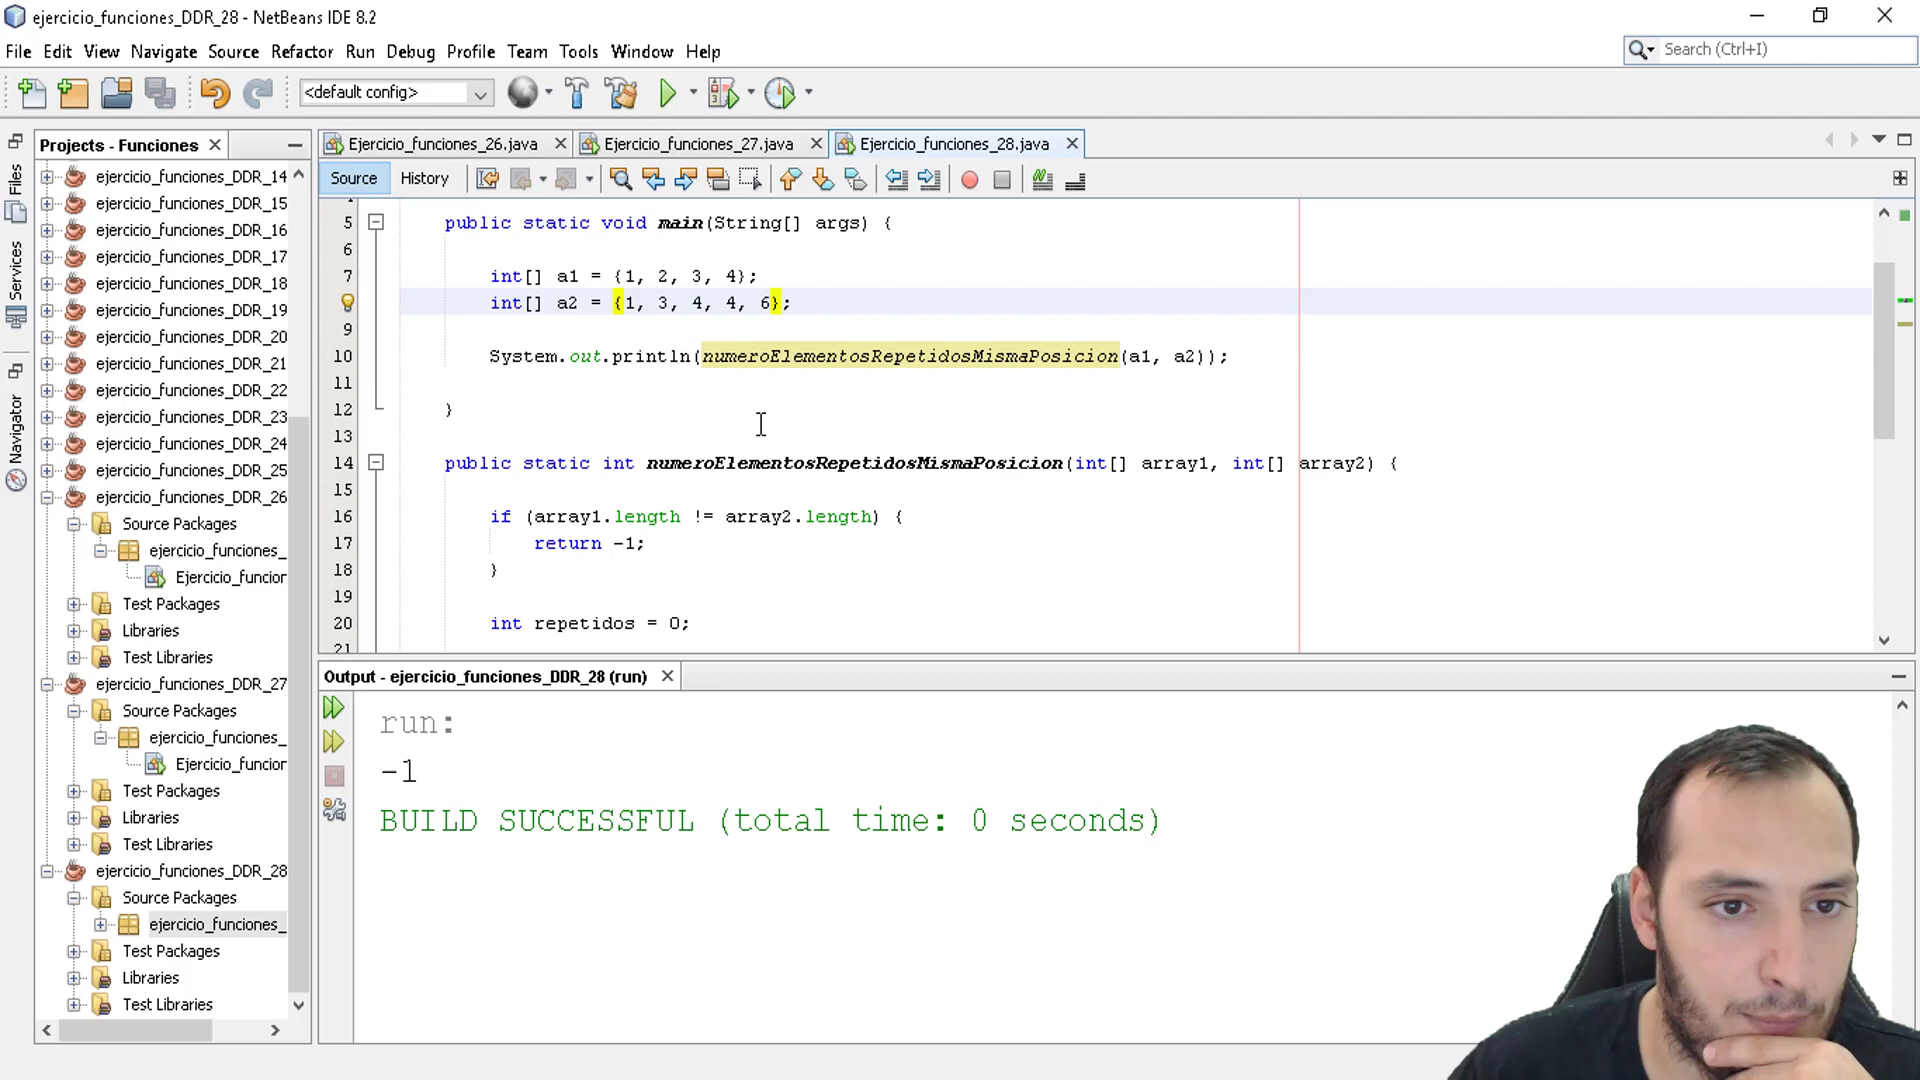 ejercicio_funciones_DDR_28 - NetBeans IDE 8.2
File Edit View Navigate Source Refactor Run Debug Profile Team Tools Window Help
Search (Ctrl+I)
<default config>
Files
Services
Navigator
Projects - Funciones
ejercicio_funciones_DDR_14
ejercicio_funciones_DDR_15
ejercicio_funciones_DDR_16
ejercicio_funciones_DDR_17
ejercicio_funciones_DDR_18
ejercicio_funciones_DDR_19
ejercicio_funciones_DDR_20
ejercicio_funciones_DDR_21
ejercicio_funciones_DDR_22
ejercicio_funciones_DDR_23
ejercicio_funciones_DDR_24
ejercicio_funciones_DDR_25
ejercicio_funciones_DDR_26
Source Packages
ejercicio_funciones_
Ejercicio_funcior
Test Packages
Libraries
Test Libraries
ejercicio_funciones_DDR_27
Source Packages
ejercicio_funciones_
Ejercicio_funcior
Test Packages
Libraries
Test Libraries
ejercicio_funciones_DDR_28
Source Packages
ejercicio_funciones_
Test Packages
Libraries
Test Libraries
Ejercicio_funciones_26.java Ejercicio_funciones_27.java Ejercicio_funciones_28.java
Source History
5 public static void main(String[] args) {
6
7 int[] a1 = {1, 2, 3, 4};
int[] a2 = {1, 3, 4, 4, 6};
9
10 System.out.println(numeroElementosRepetidosMismaPosicion(a1, a2));
11
12 }
13
14 public static int numeroElementosRepetidosMismaPosicion(int[] array1, int[] array2) {
15
16 if (array1.length != array2.length) {
17 return -1;
18 }
19
20 int repetidos = 0;
21
Output - ejercicio_funciones_DDR_28 (run)
run:
-1
BUILD SUCCESSFUL (total time: 0 seconds)